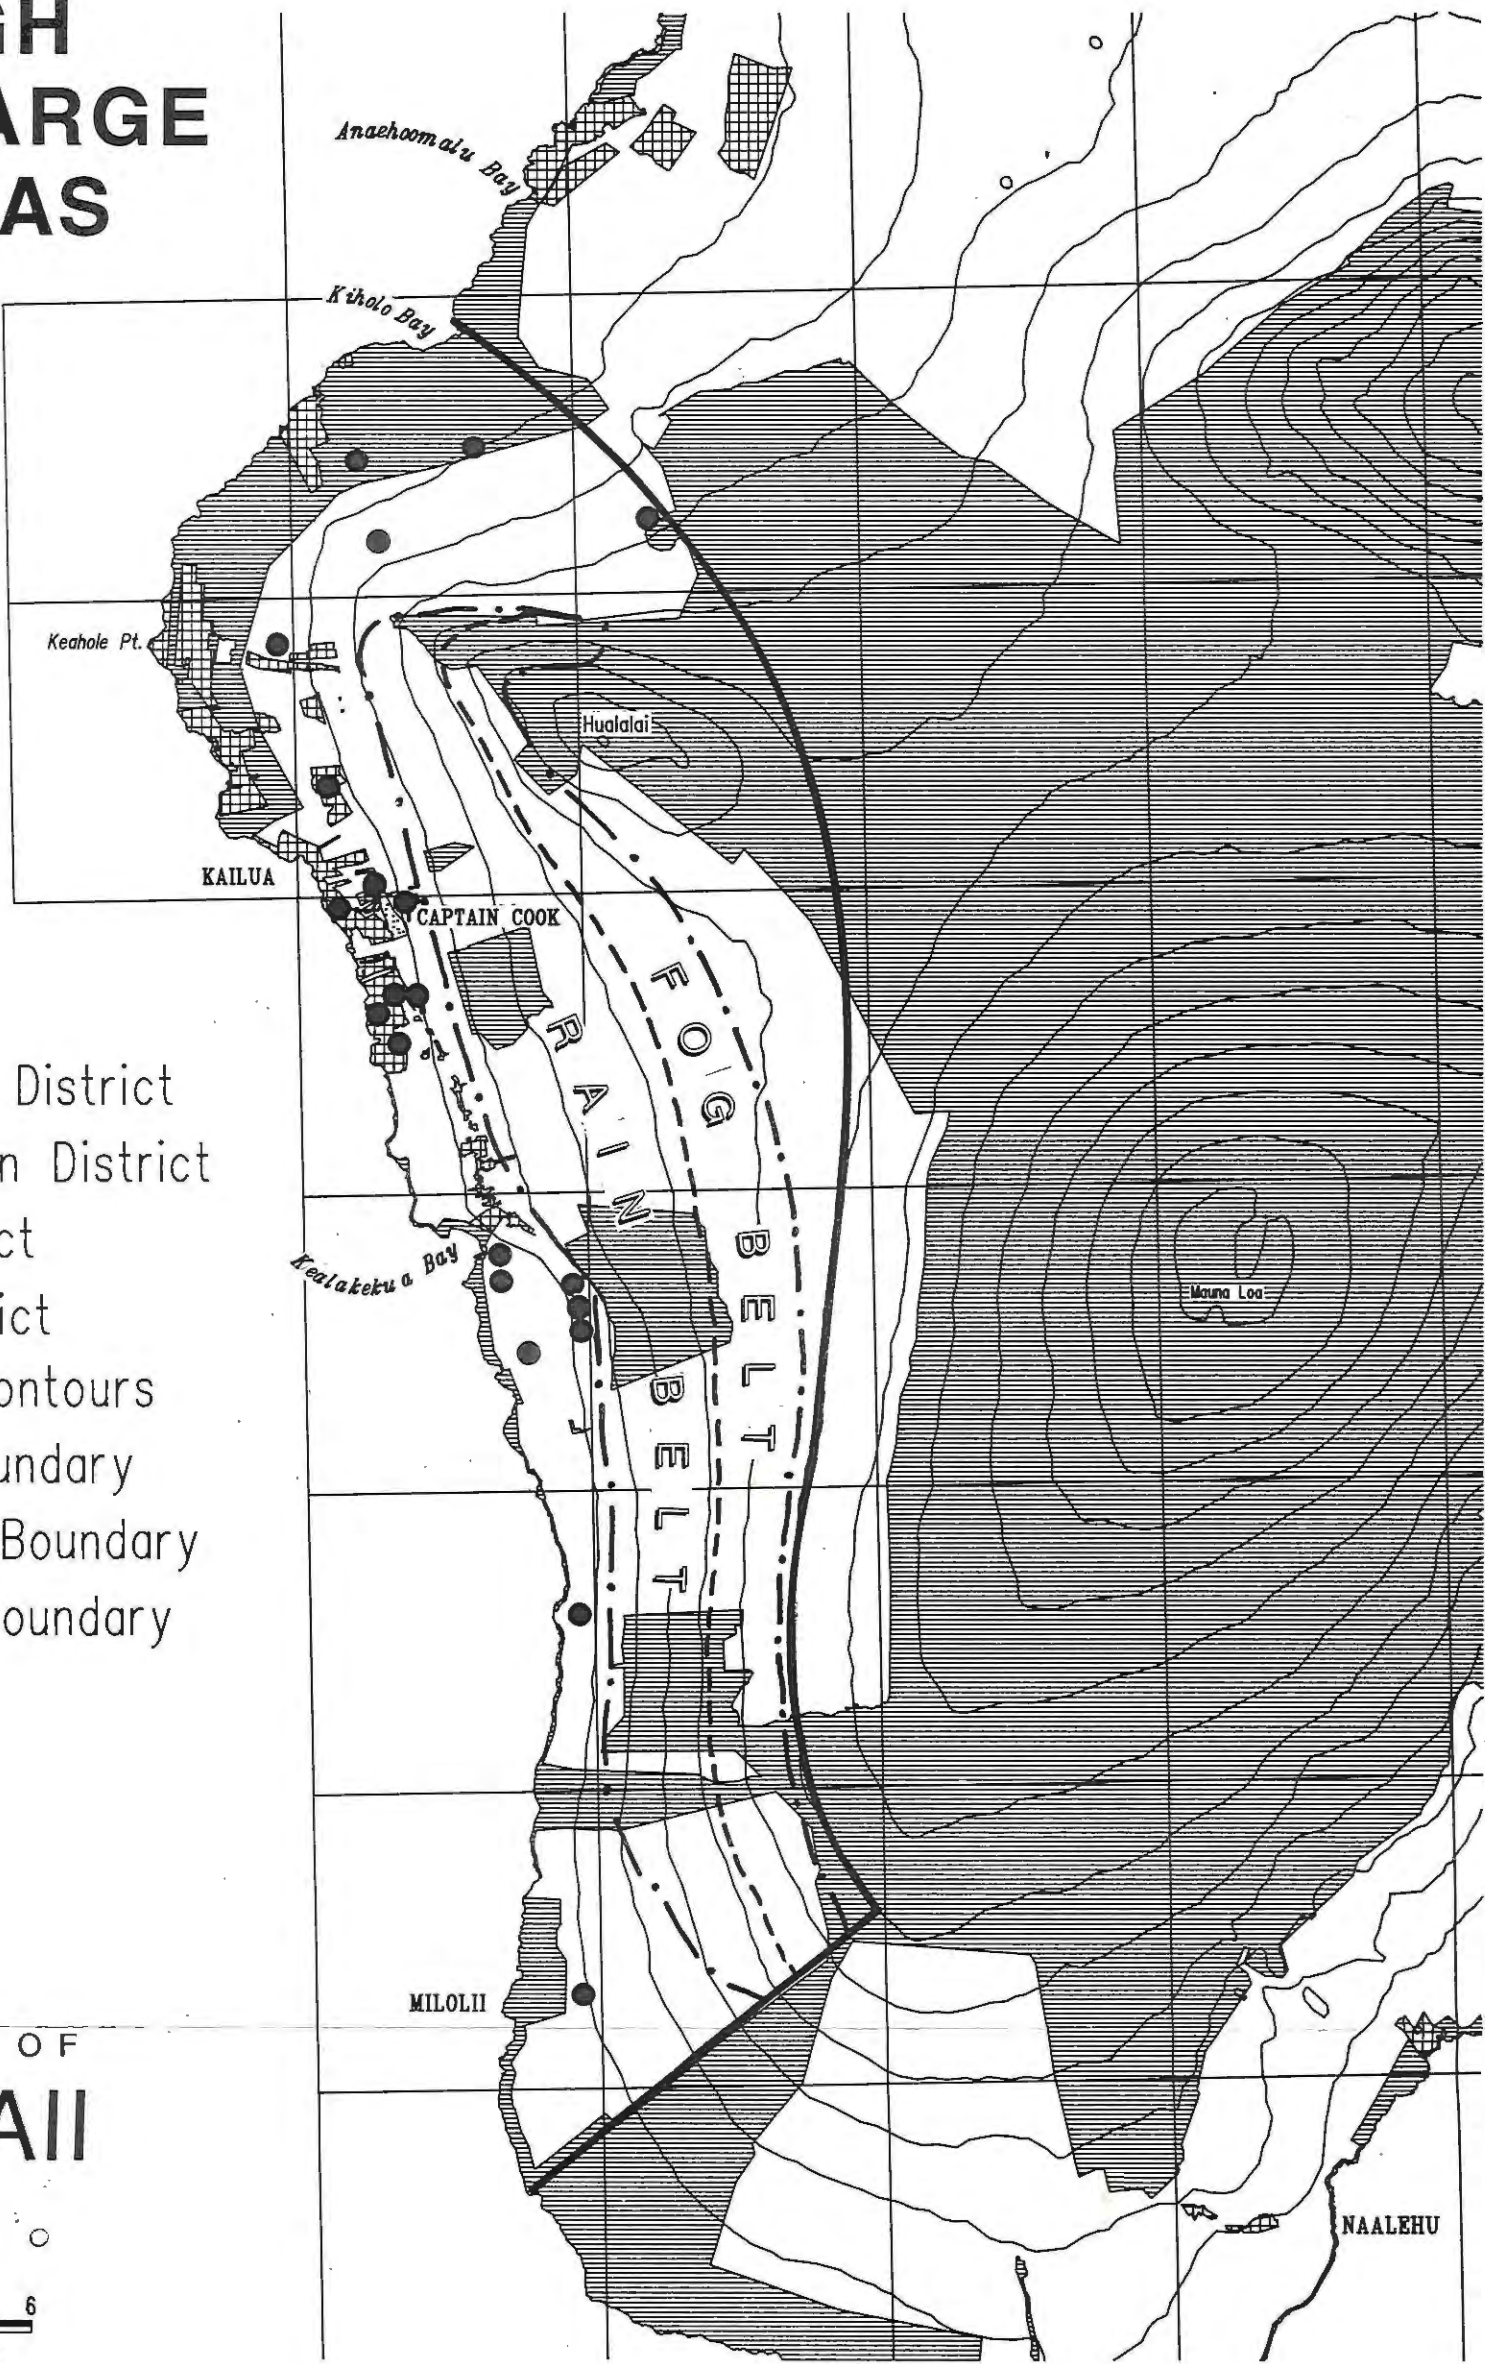 GH
ARGE
AS
Anaehoomalu Bay
Kiholo Bay
Keahole Pt.
Hualalai
KAILUA
CAPTAIN COOK
FOG BELT
RAIN BELT
District
n District
ct
ict
ontours
undary
Boundary
oundary
Kealakekua Bay
Mauna Loa
MILOLII
OF
AII
NAALEHU
6